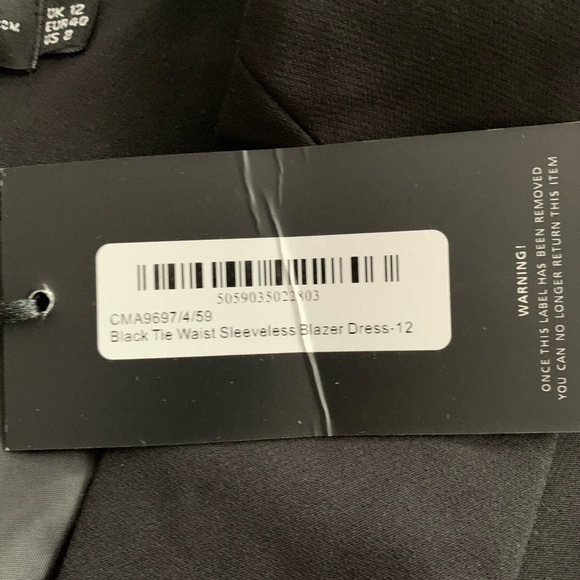 UK 12
EUR 40
US 8
5059035022803
CMA9697/4/59
Black Tie Waist Sleeveless Blazer Dress-12
WARNING!
ONCE THIS LABEL HAS BEEN REMOVED
YOU CAN NO LONGER RETURN THIS ITEM